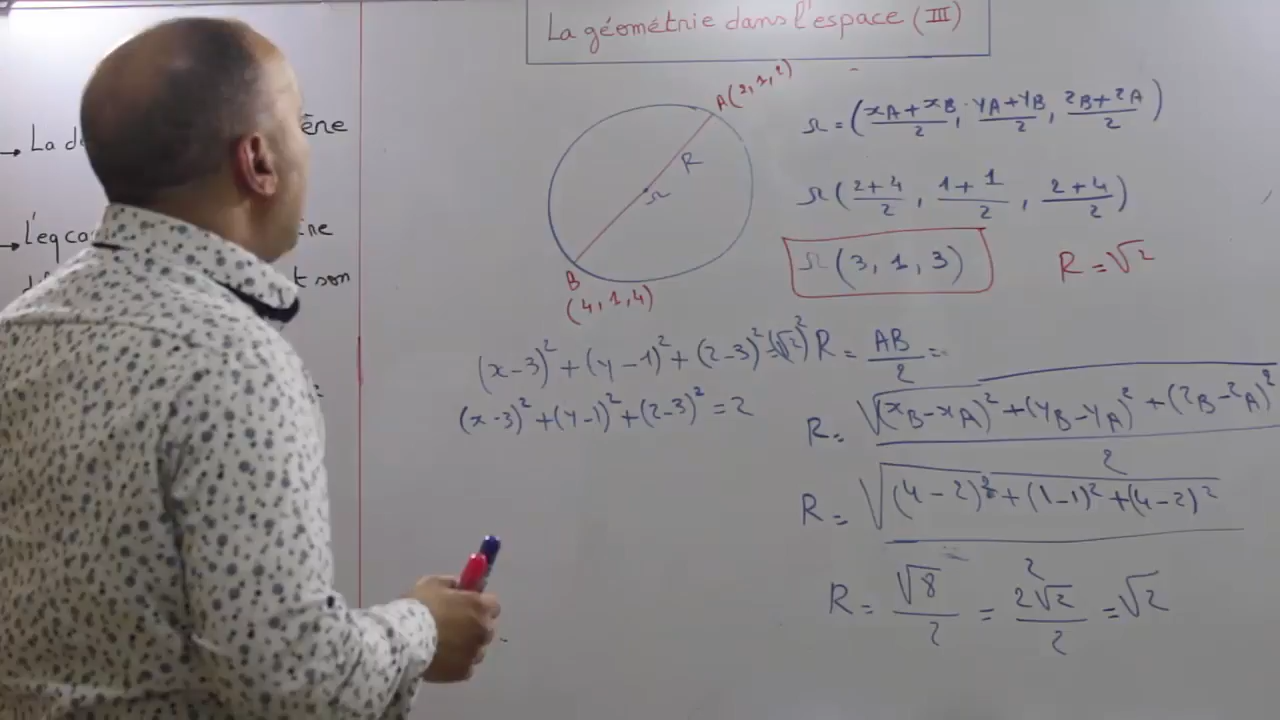 La géométrie dans l'espace (III)
→ La
→ l'eq
t son
A(2,1,2)
R
Ω
B
(4,1,4)
Ω = (xA+xB/2, yA+yB/2, zB+zA/2)
Ω(2+4/2, 1+1/2, 2+4/2)
Ω(3,1,3)
R=√2
(x-3)²+(y-1)²+(z-3)²=(√2)²
(x-3)²+(y-1)²+(z-3)²=2
R = AB/2 =
R = √(xB-xA)²+(yB-yA)²+(zB-zA)²/2
R = √(4-2)²+(1-1)²+(4-2)²/2
R = √8/2 = 2√2/2 = √2